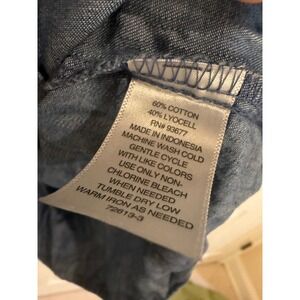 60% COTTON
40% LYOCELL
RN# 93677
MADE IN INDONESIA
MACHINE WASH COLD
GENTLE CYCLE
WITH LIKE COLORS
USE ONLY NON-
CHLORINE BLEACH
WHEN NEEDED
TUMBLE DRY LOW
WARM IRON AS NEEDED
72613-3